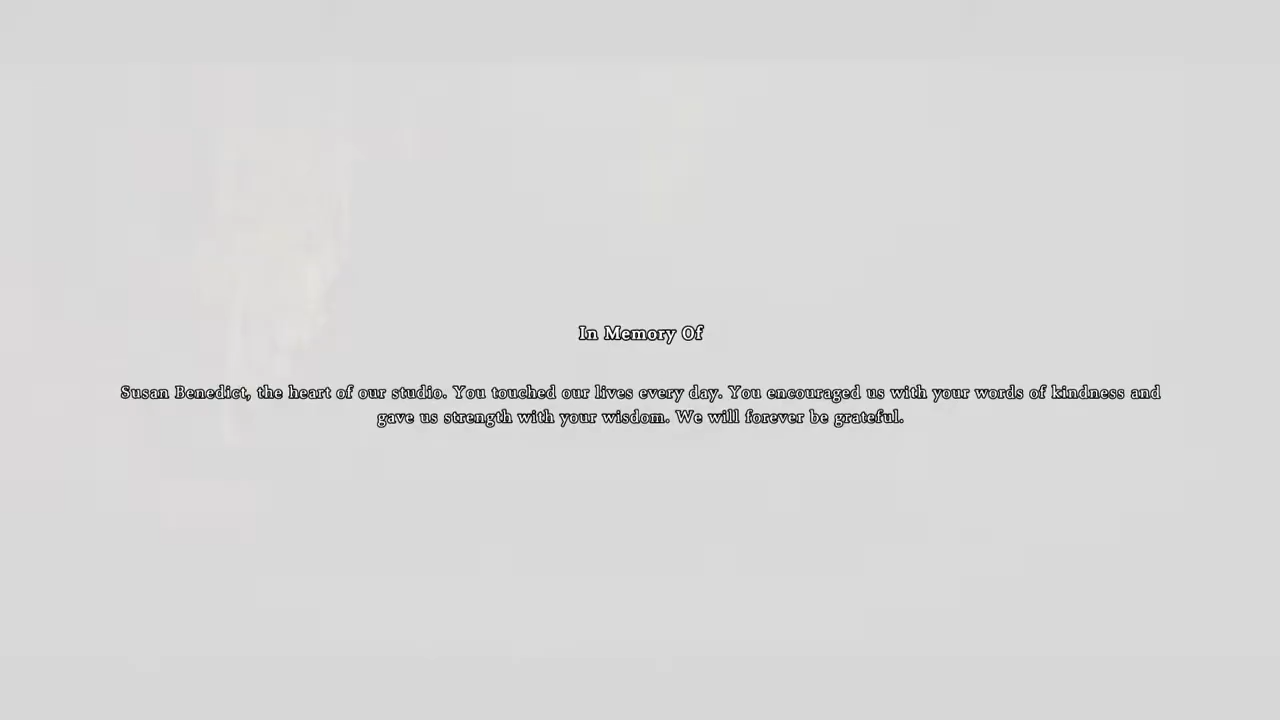 In Memory Of
Susan Benedict, the heart of our studio. You touched our lives every day. You encouraged us with your words of kindness and
gave us strength with your wisdom. We will forever be grateful.